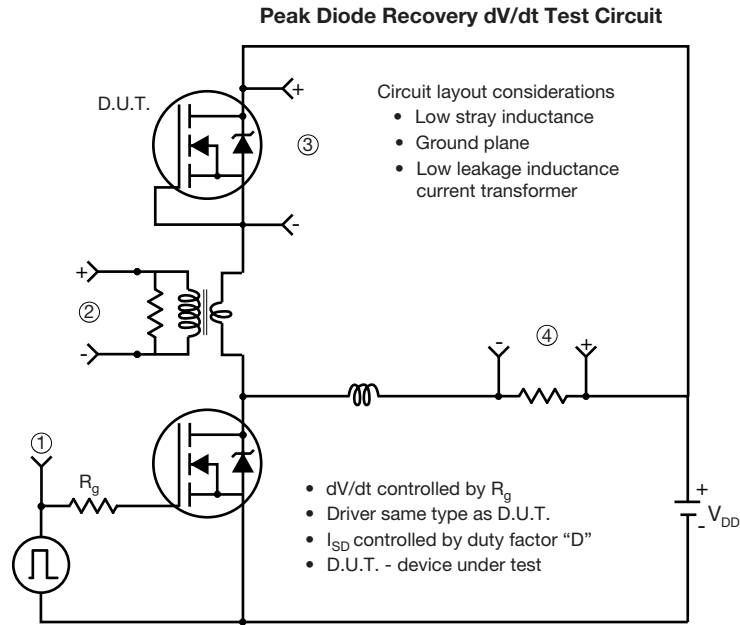 Peak Diode Recovery dV/dt Test Circuit
D.U.T.
+
Circuit layout considerations
• Low stray inductance
• Ground plane
• Low leakage inductance
current transformer
③
-
+
②
-
-
④
+
①
Rg
• dV/dt controlled by Rg
• Driver same type as D.U.T.
• ISD controlled by duty factor “D”
• D.U.T. - device under test
+
VDD
-